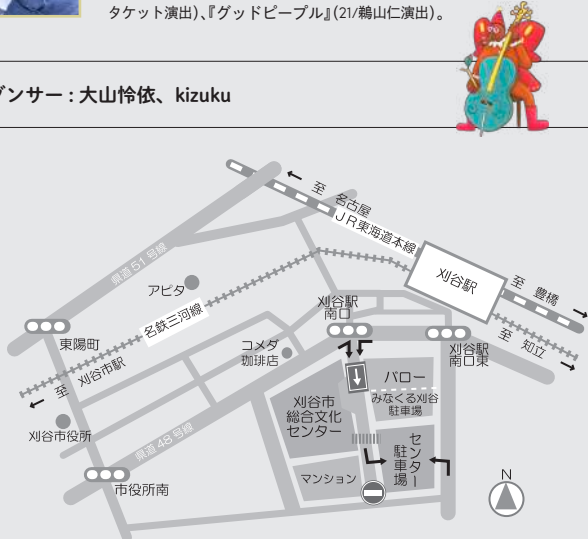 タケット演出)、『グッドピープル』(21/鵜山仁演出)。
ンサー : 大山怜依、kizuku
至 名古屋
JR東海道本線
県道51号線
刈谷駅
至 豊橋
アピタ
名鉄三河線
刈谷駅
南口
至 知立
東陽町
至 刈谷市駅
コメダ
珈琲店
刈谷駅
南口東
バロー
みなくる刈谷
駐車場
刈谷市
総合文化
センター
刈谷市役所
県道48号線
センター
駐車場
マンション
市役所南
N